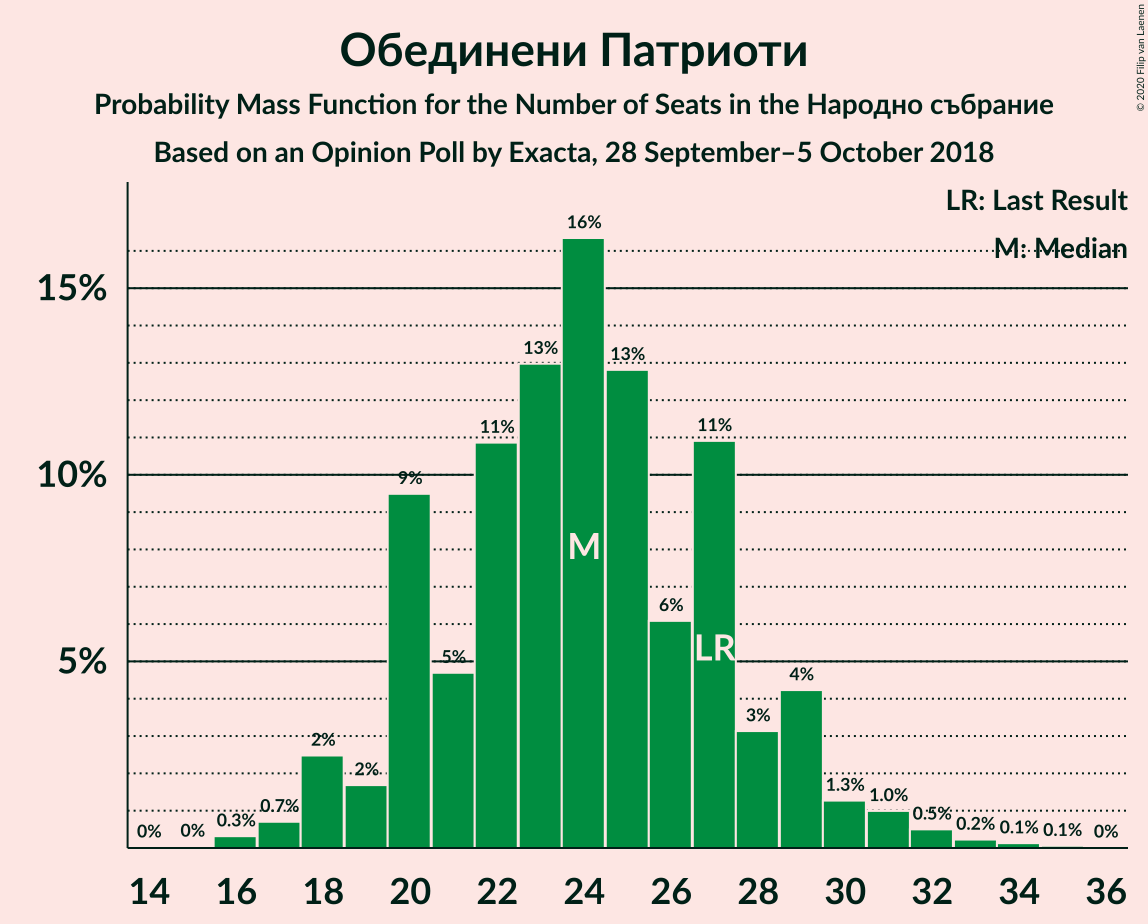 Обединени Патриоти
Probability Mass Function for the Number of Seats in the Народно събрание
Based on an Opinion Poll by Exacta, 28 September–5 October 2018
© 2020 Filip van Laenen
LR: Last Result
M: Median
15%
10%
5%
0%
0%
0.3%
0.7%
2%
2%
9%
5%
11%
13%
16%
13%
6%
11%
3%
4%
1.3%
1.0%
0.5%
0.2%
0.1%
0.1%
0%
M
LR
14 16 18 20 22 24 26 28 30 32 34 36